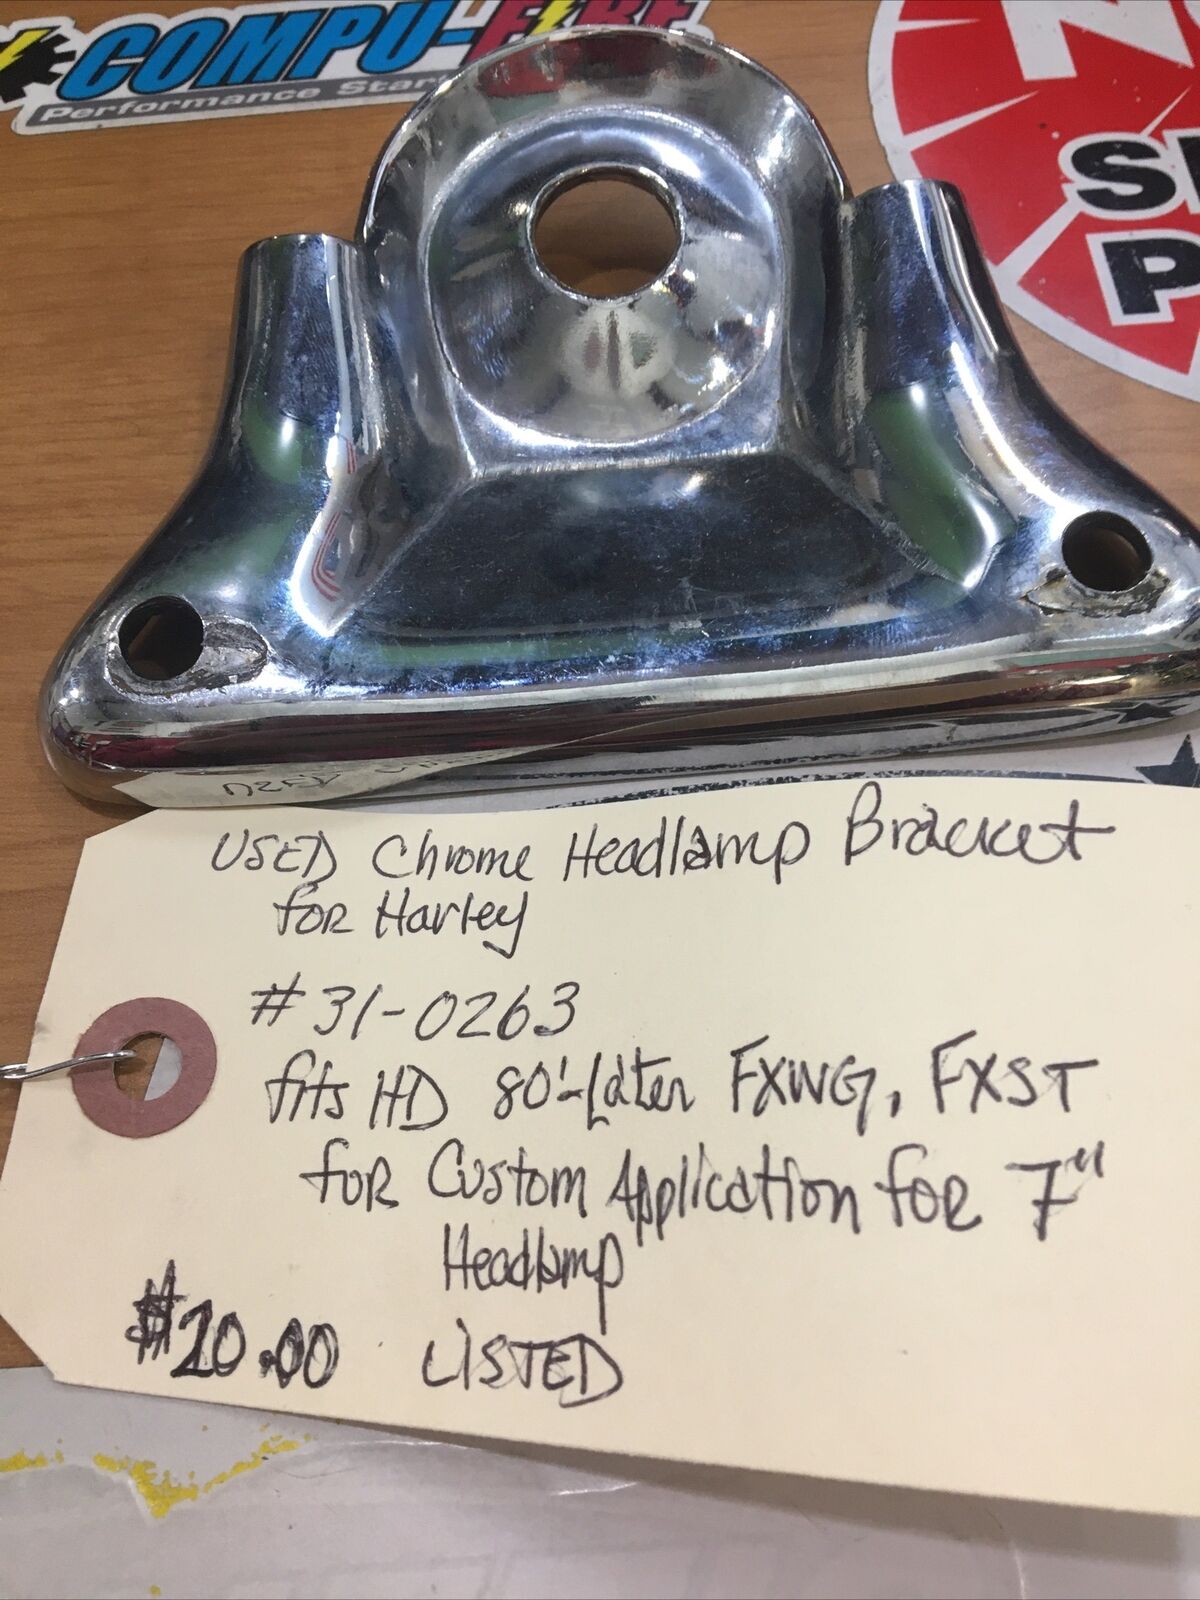 COMPU-FIRE
Performance Star
N
S
P
USED
USED Chrome Headlamp Bracket
for Harley
#31-0263
fits HD 80'-Later FXWG, FXST
for Custom Application for 7"
Headlamp
$20.00 LISTED